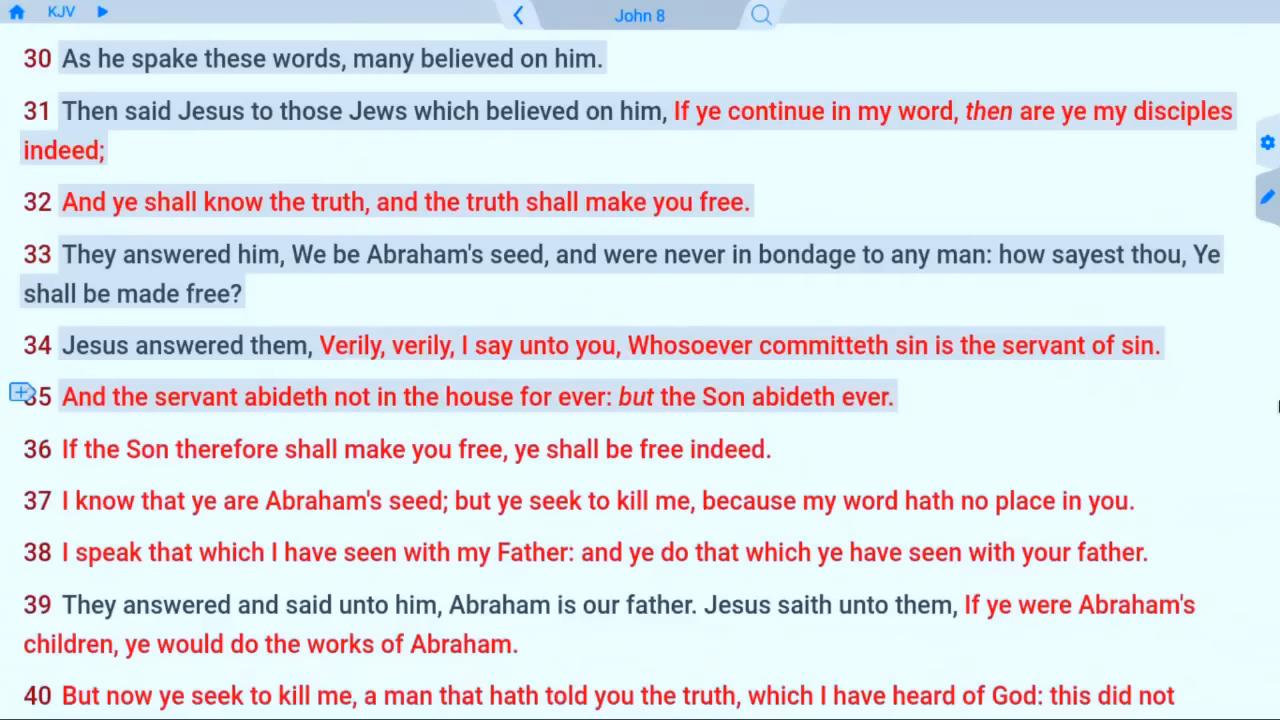 KJV
John 8
30 As he spake these words, many believed on him.
31 Then said Jesus to those Jews which believed on him, If ye continue in my word, then are ye my disciples
indeed;
32 And ye shall know the truth, and the truth shall make you free.
33 They answered him, We be Abraham's seed, and were never in bondage to any man: how sayest thou, Ye
shall be made free?
34 Jesus answered them, Verily, verily, I say unto you, Whosoever committeth sin is the servant of sin.
35 And the servant abideth not in the house for ever: but the Son abideth ever.
36 If the Son therefore shall make you free, ye shall be free indeed.
37 I know that ye are Abraham's seed; but ye seek to kill me, because my word hath no place in you.
38 I speak that which I have seen with my Father: and ye do that which ye have seen with your father.
39 They answered and said unto him, Abraham is our father. Jesus saith unto them, If ye were Abraham's
children, ye would do the works of Abraham.
40 But now ye seek to kill me, a man that hath told you the truth, which I have heard of God: this did not